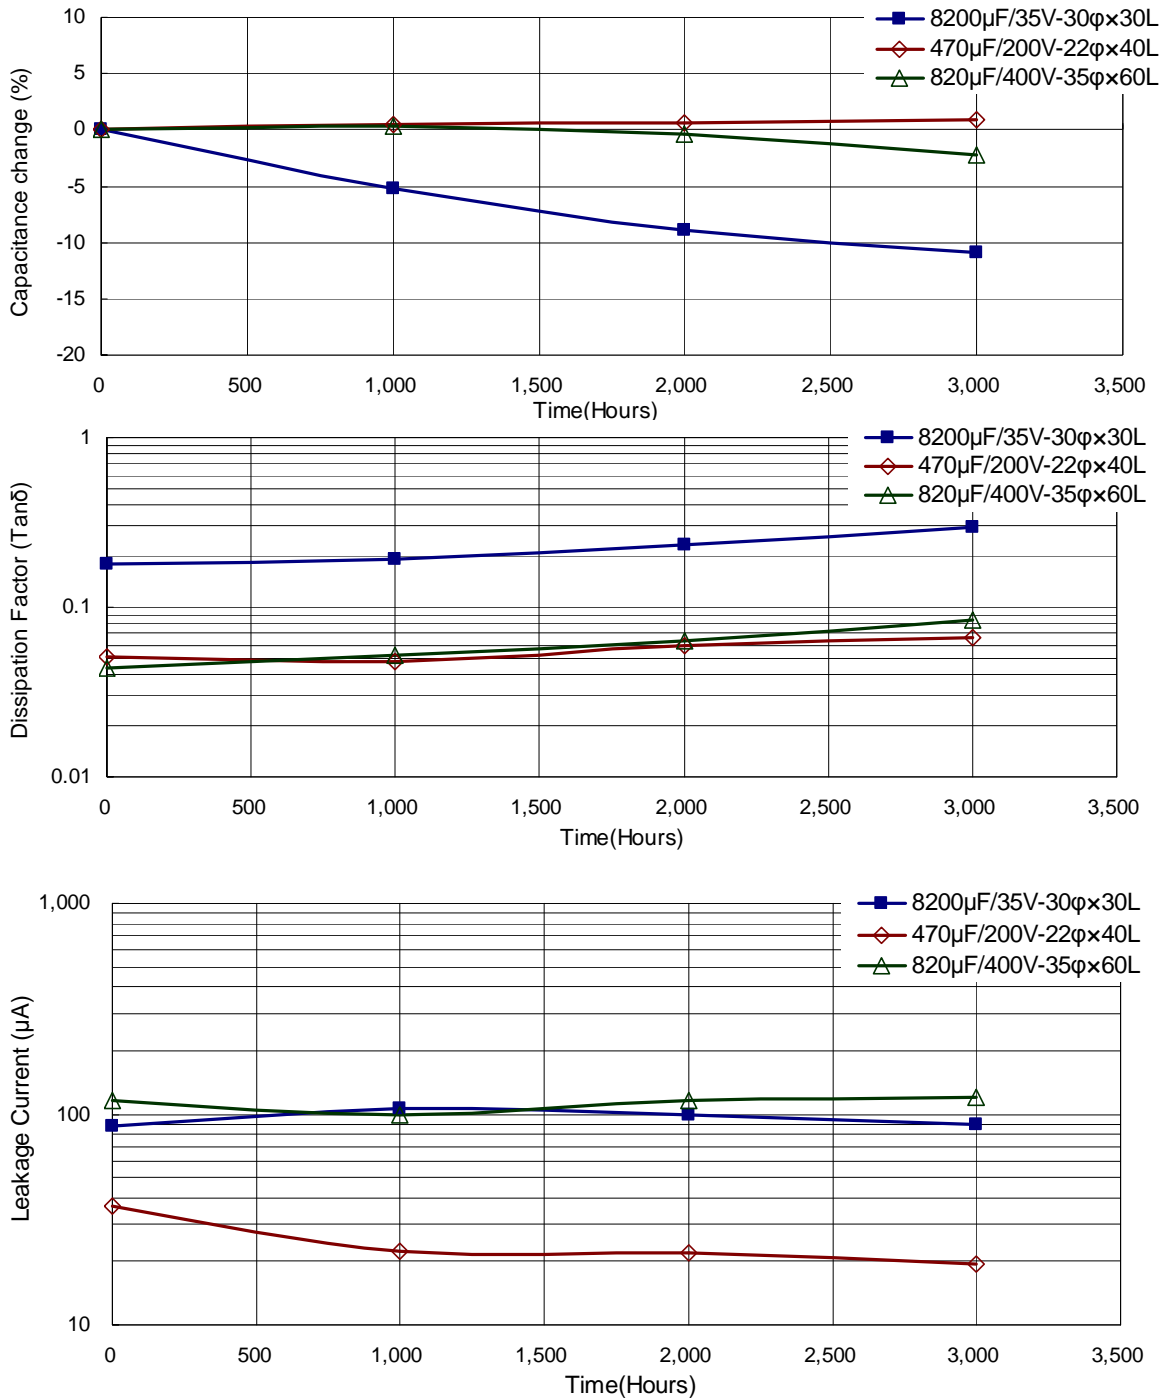 10
8200μF/35V-30φ×30L
470μF/200V-22φ×40L
820μF/400V-35φ×60L
5
0
-5
-10
-15
-20
Capacitance change (%)
0 500 1,000 1,500 2,000 2,500 3,000 3,500
Time(Hours)
8200μF/35V-30φ×30L
470μF/200V-22φ×40L
820μF/400V-35φ×60L
1
0.1
0.01
Dissipation Factor (Tanδ)
0 500 1,000 1,500 2,000 2,500 3,000 3,500
Time(Hours)
8200μF/35V-30φ×30L
470μF/200V-22φ×40L
820μF/400V-35φ×60L
1,000
100
10
Leakage Current (μA)
0 500 1,000 1,500 2,000 2,500 3,000 3,500
Time(Hours)